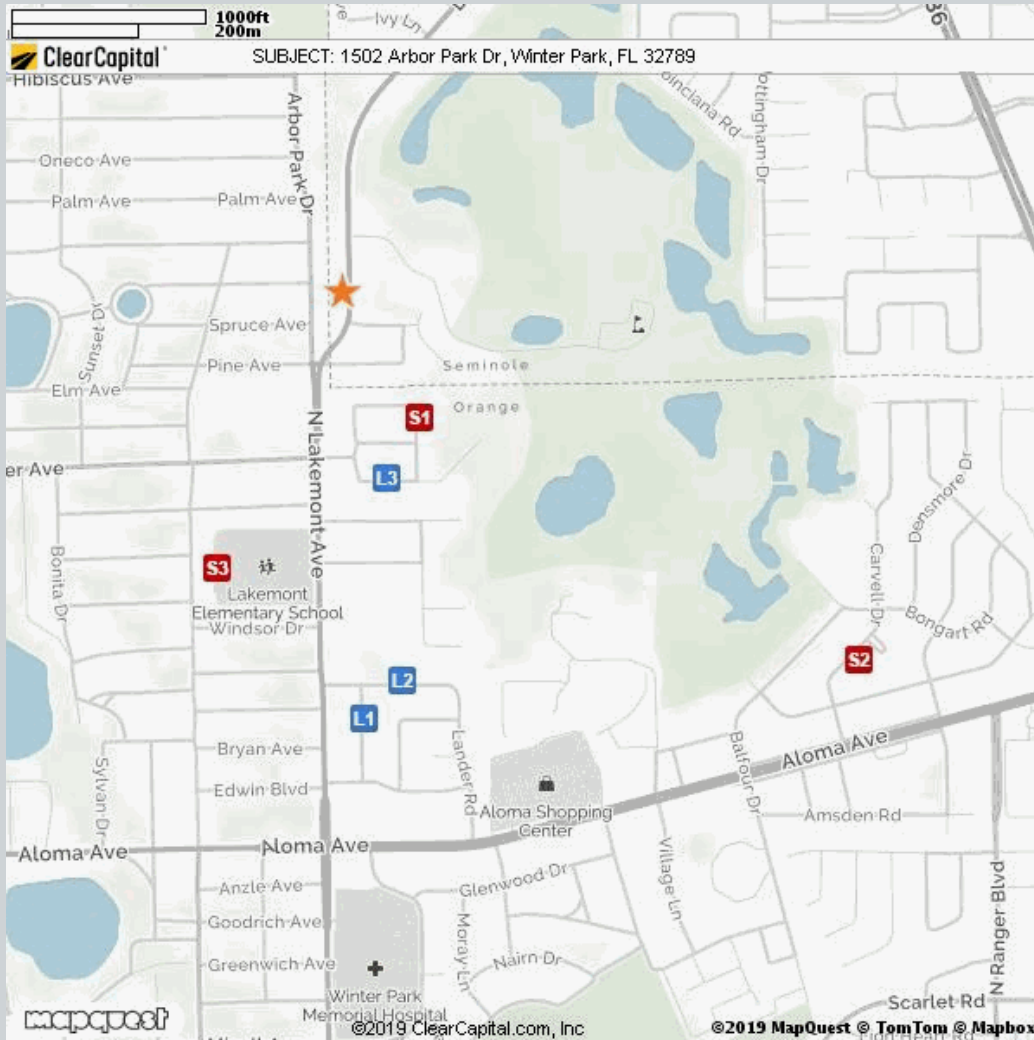 1000ft
200m
Ivy Ln
ClearCapital
SUBJECT: 1502 Arbor Park Dr, Winter Park, FL 32789
Hibiscus Ave
Arbor Park Dr
Oneco Ave
Palm Ave
Palm Ave
Sunset Dr
Spruce Ave
Pine Ave
Elm Ave
Seminole
Orange
S1
er Ave
L3
N Lakemont Ave
S3
Lakemont
Elementary School
Windsor Dr
Bonita Dr
Densmore Dr
Carvell Dr
Bongart Rd
S2
L2
L1
Bryan Ave
Edwin Blvd
Sylvan Dr
Lander Rd
Balfour Dr
Aloma Ave
Aloma Shopping
Center
Amsden Rd
Aloma Ave
Aloma Ave
Anzle Ave
Glenwood Dr
Village Ln
N Ranger Blvd
Goodrich Ave
Moray Ln
Greenwich Ave
Nairn Dr
Winter Park
Memorial Hospital
Scarlet Rd
mapquest
©2019 ClearCapital.com, Inc
©2019 MapQuest © TomTom © Mapbox